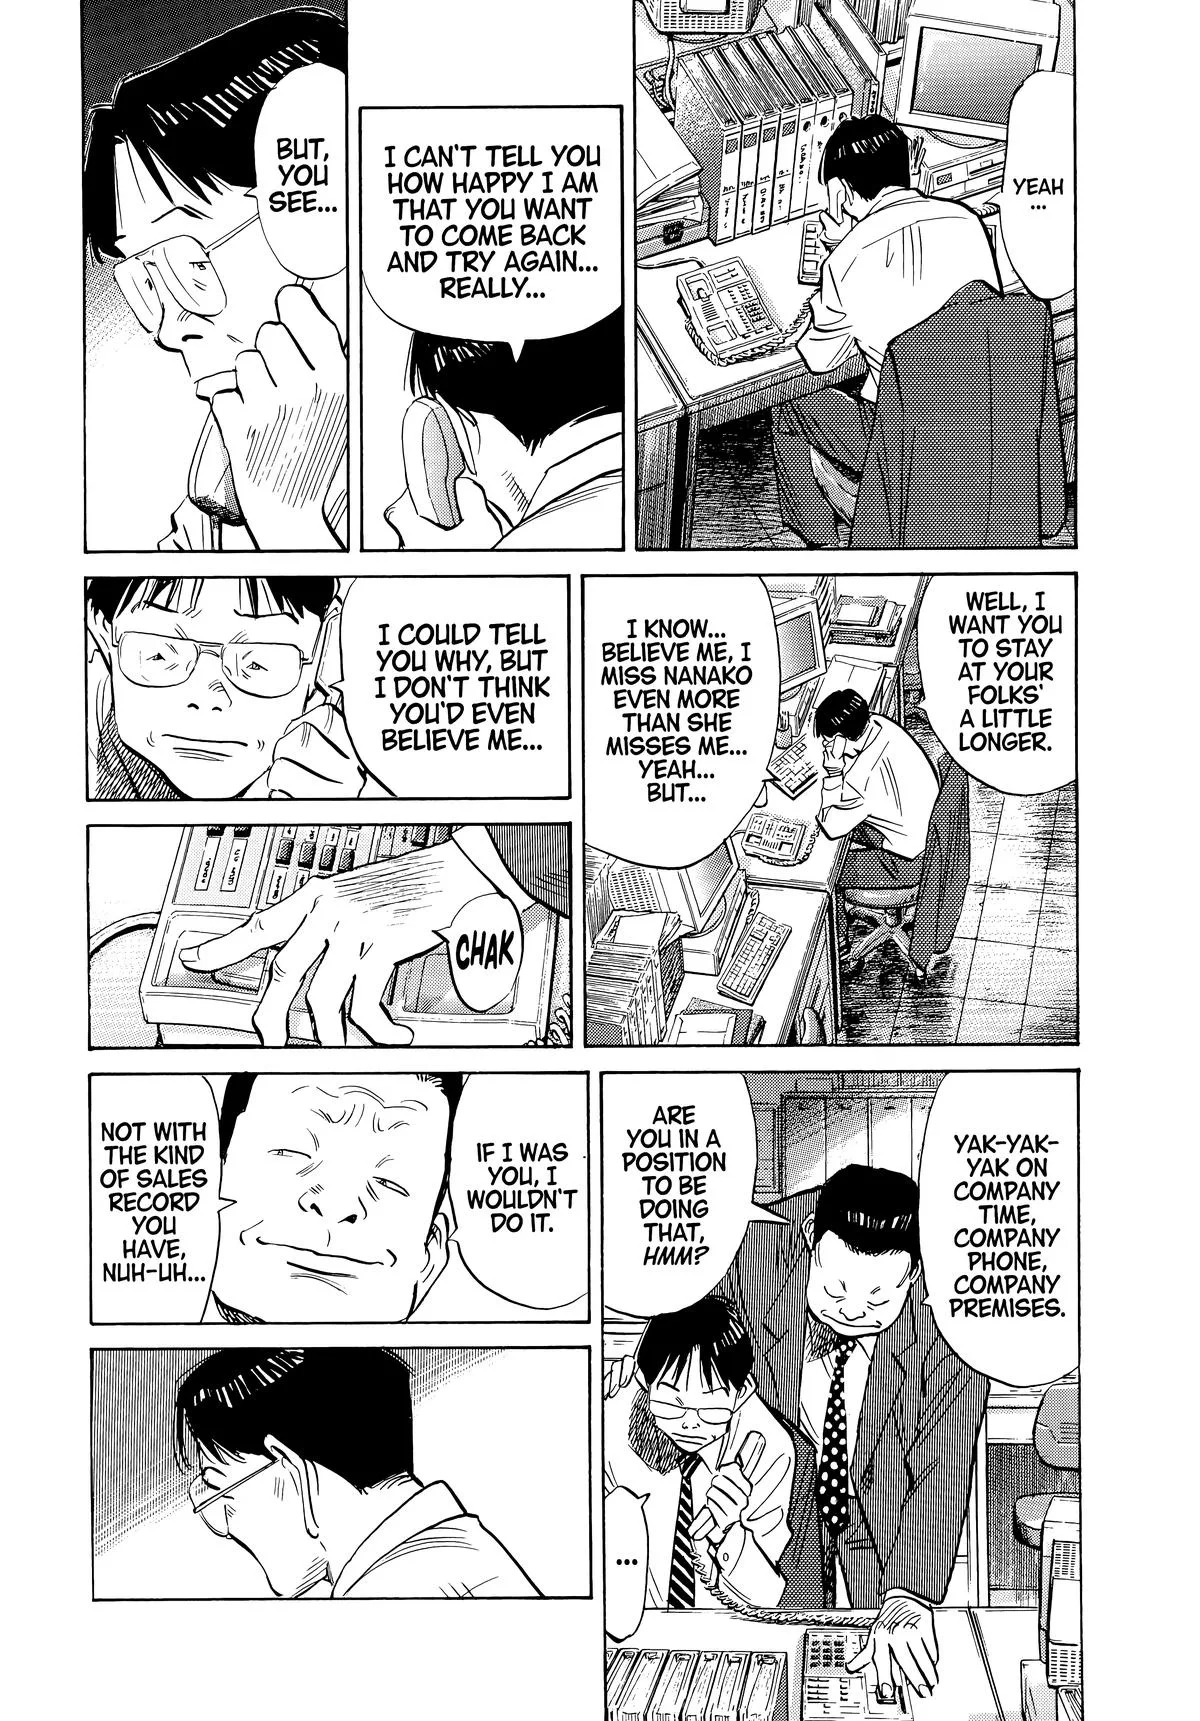 YEAH
...
I CAN'T TELL YOU
HOW HAPPY I AM
THAT YOU WANT
TO COME BACK
AND TRY AGAIN...
REALLY...
BUT,
YOU
SEE...
WELL, I
WANT YOU
TO STAY
AT YOUR
FOLKS'
A LITTLE
LONGER.
I KNOW...
BELIEVE ME, I
MISS NANAKO
EVEN MORE
THAN SHE
MISSES ME...
YEAH...
BUT...
I COULD TELL
YOU WHY, BUT
I DON'T THINK
YOU'D EVEN
BELIEVE ME...
CHAK
YAK-YAK-
YAK ON
COMPANY
TIME,
COMPANY
PHONE,
COMPANY
PREMISES.
ARE
YOU IN A
POSITION
TO BE
DOING
THAT,
HMM?
...
IF I WAS
YOU, I
WOULDN'T
DO IT.
NOT WITH
THE KIND
OF SALES
RECORD
YOU
HAVE,
NUH-UH...